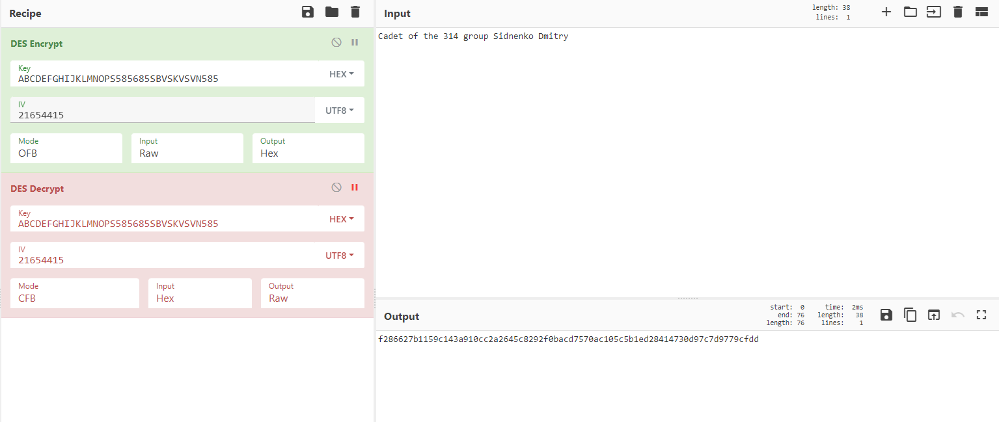 Recipe
DES Encrypt
Key
ABCDEFGHIJKLMNOPS585685SBVSKVSVN585
HEX
IV
21654415
UTF8
Mode
OFB
Input
Raw
Output
Hex
DES Decrypt
Key
ABCDEFGHIJKLMNOPS585685SBVSKVSVN585
HEX
IV
21654415
UTF8
Mode
CFB
Input
Hex
Output
Raw
Input
length: 38
lines: 1
Cadet of the 314 group Sidnenko Dmitry
Output
start: 0 time: 2ms
end: 76 length: 38
length: 76 lines: 1
f286627b1159c143a910cc2a2645c8292f0bacd7570ac105c5b1ed28414730d97c7d9779cfdd